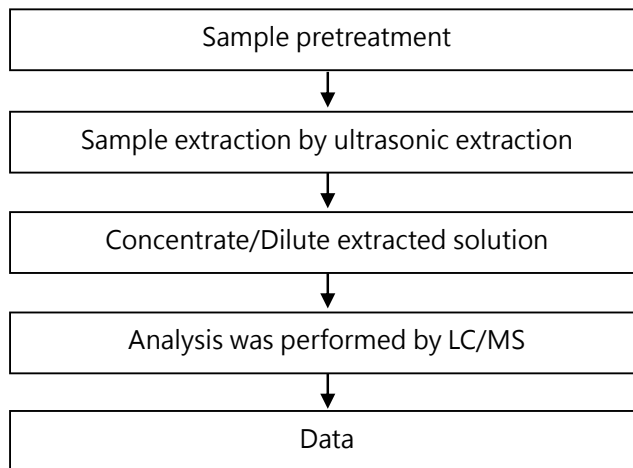 Sample pretreatment
Sample extraction by ultrasonic extraction
Concentrate/Dilute extracted solution
Analysis was performed by LC/MS
Data